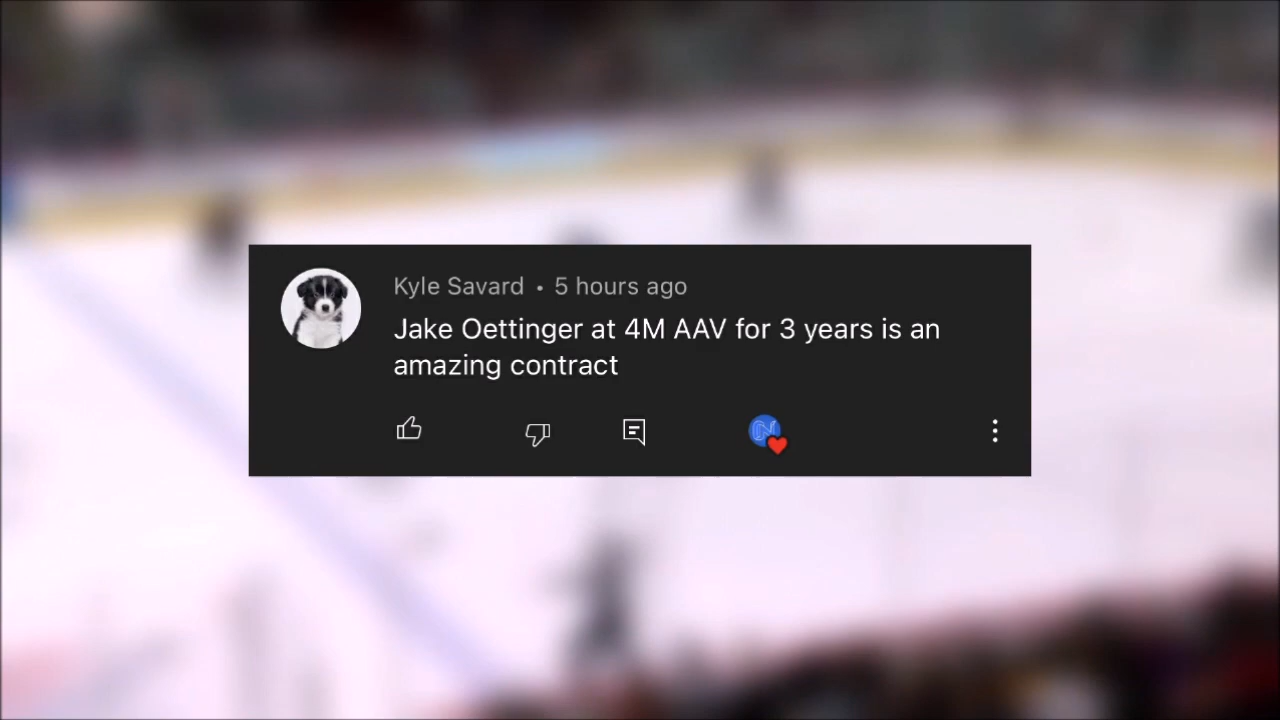 Kyle Savard • 5 hours ago
Jake Oettinger at 4M AAV for 3 years is an
amazing contract